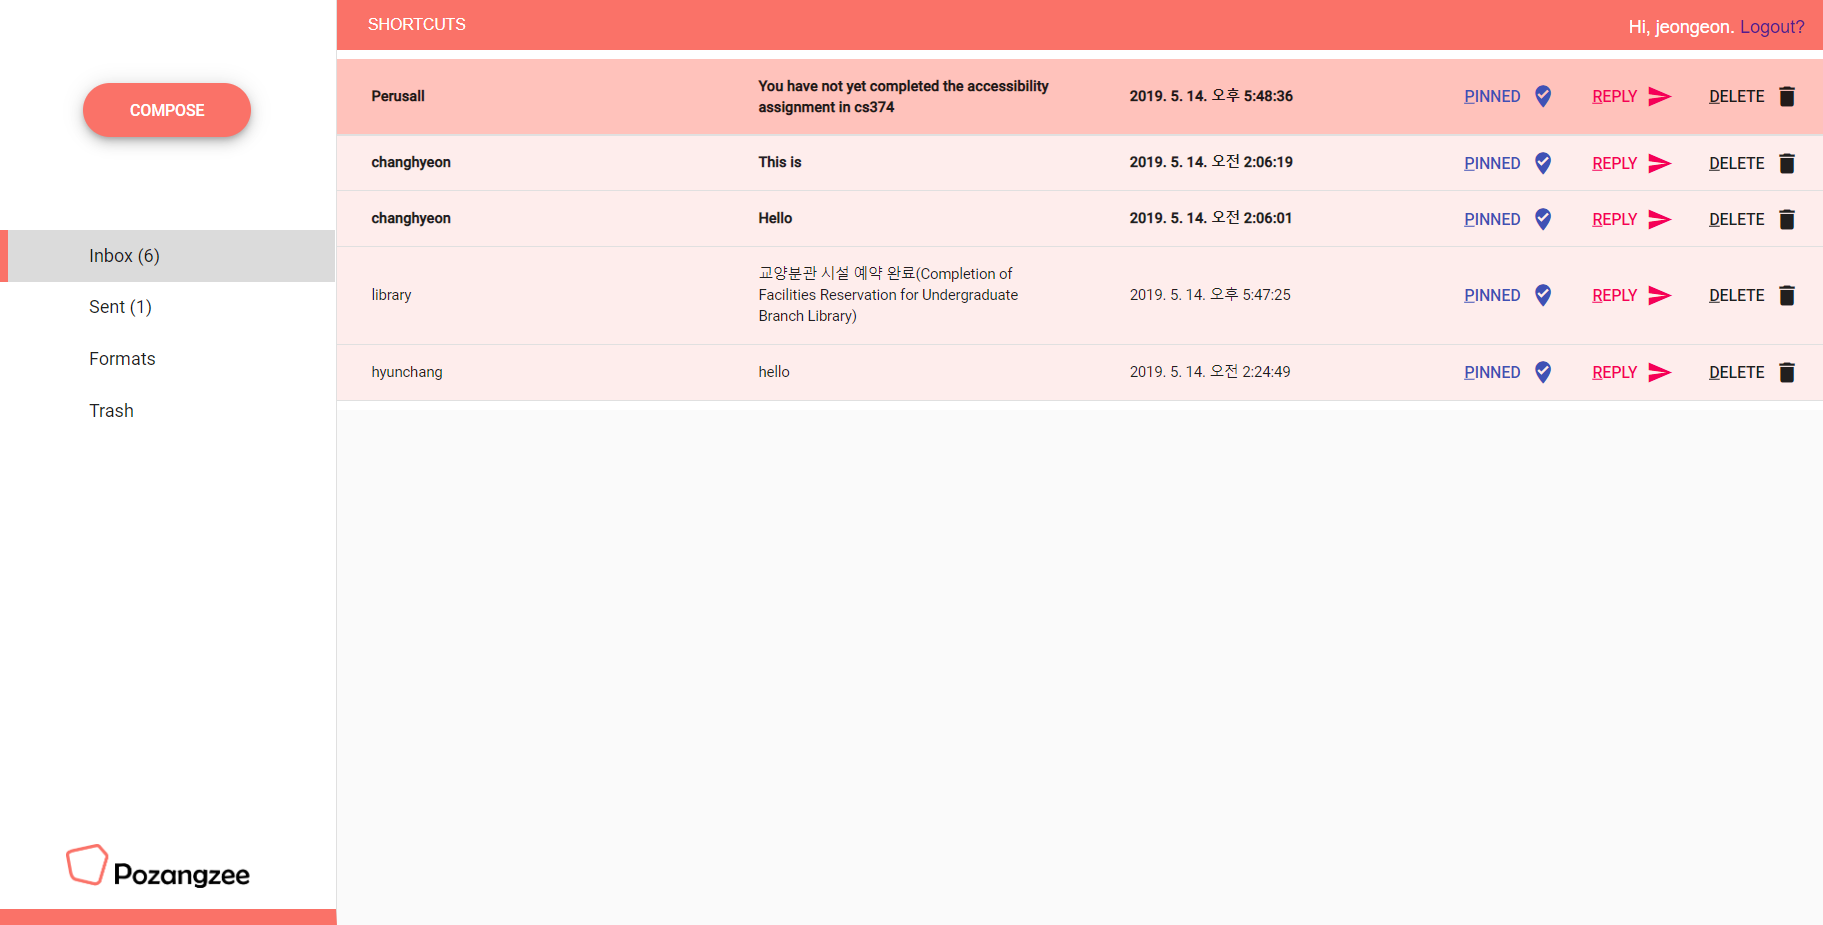 SHORTCUTS
Hi, jeongeon. Logout?
COMPOSE
Inbox (6)
Sent (1)
Formats
Trash
Perusall
You have not yet completed the accessibility
assignment in cs374
2019. 5. 14. 오후 5:48:36
PINNED
REPLY
DELETE
changhyeon
This is
2019. 5. 14. 오전 2:06:19
PINNED
REPLY
DELETE
changhyeon
Hello
2019. 5. 14. 오전 2:06:01
PINNED
REPLY
DELETE
library
교양분관 시설 예약 완료(Completion of
Facilities Reservation for Undergraduate
Branch Library)
2019. 5. 14. 오후 5:47:25
PINNED
REPLY
DELETE
hyunchang
hello
2019. 5. 14. 오전 2:24:49
PINNED
REPLY
DELETE
Pozangzee